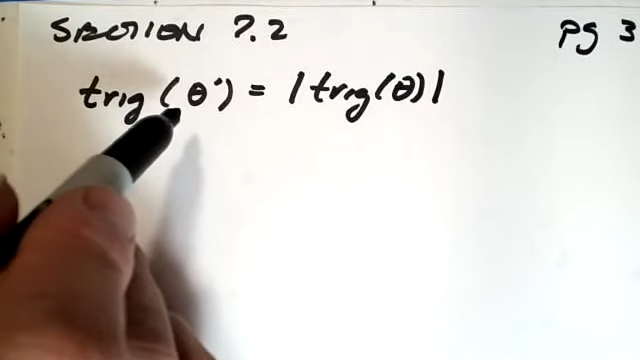 SECTION 7.2
pg 3
trig (θ') = |trig(θ)|